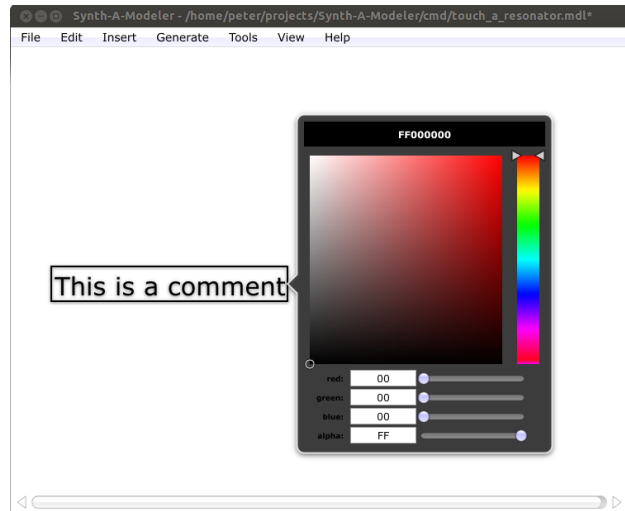 Synth-A-Modeler - /home/peter/projects/Synth-A-Modeler/cmd/touch_a_resonator.mdl*
File Edit Insert Generate Tools View Help
FF000000
This is a comment
red: 00
green: 00
blue: 00
alpha: FF